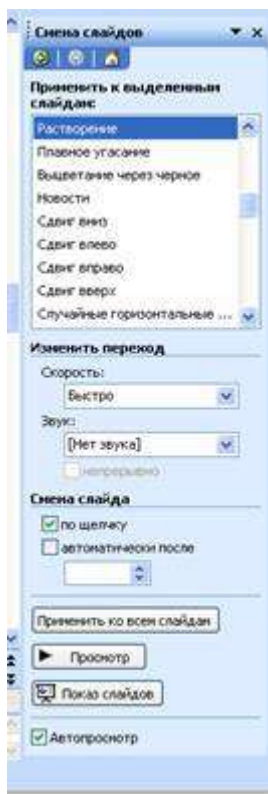 Смена слайдов
Применить к выделенным
слайдам:
Растворение
Плавное угасание
Выцветание через черное
Новости
Сдвиг вниз
Сдвиг влево
Сдвиг вправо
Сдвиг вверх
Случайные горизонтальные ...
Изменить переход
Скорость:
Быстро
Звук:
[Нет звука]
непрерывно
Смена слайда
по щелчку
автоматически после
Применить ко всем слайдам
Просмотр
Показ слайдов
Автопросмотр